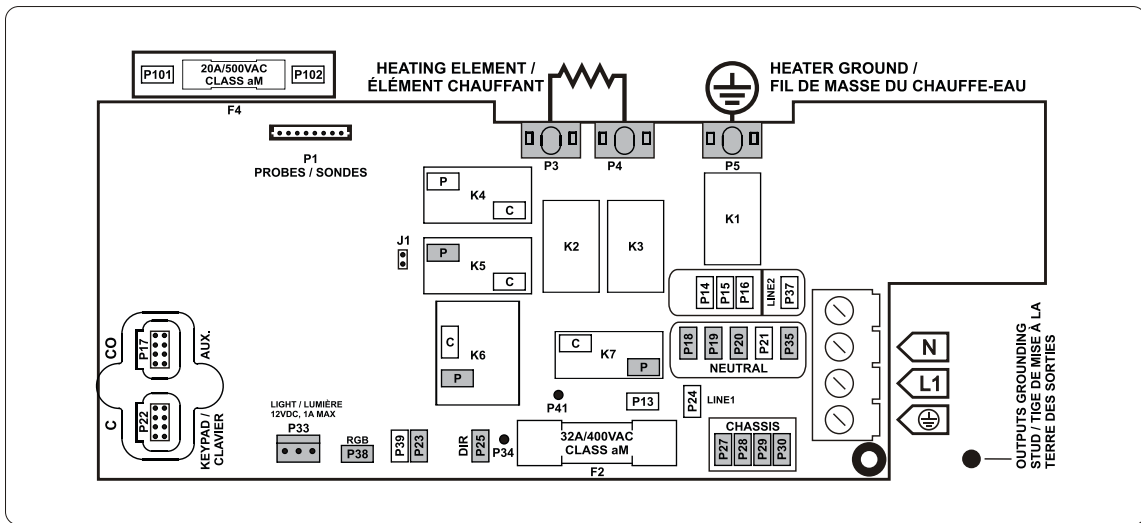 P101
20A/500VAC
CLASS aM
P102
F4
HEATING ELEMENT /
ÉLÉMENT CHAUFFANT
HEATER GROUND /
FIL DE MASSE DU CHAUFFE-EAU
P1
PROBES / SONDES
P3
P4
P5
P
K4
C
K2
K3
K1
J1
P
K5
C
P14
P15
P16
LINE2
P37
C
K6
P
C
K7
P
P18
P19
P20
P21
P35
NEUTRAL
N
L1
CO
P17
AUX.
C
P22
KEYPAD /
CLAVIER
P41
P13
P24
LINE1
LIGHT / LUMIÈRE
12VDC, 1A MAX
P33
RGB
P38
P39
P23
DIR
P25
P34
32A/400VAC
CLASS aM
F2
CHASSIS
P27
P28
P29
P30
OUTPUTS GROUNDING
STUD / TIGE DE MISE À LA
TERRE DES SORTIES